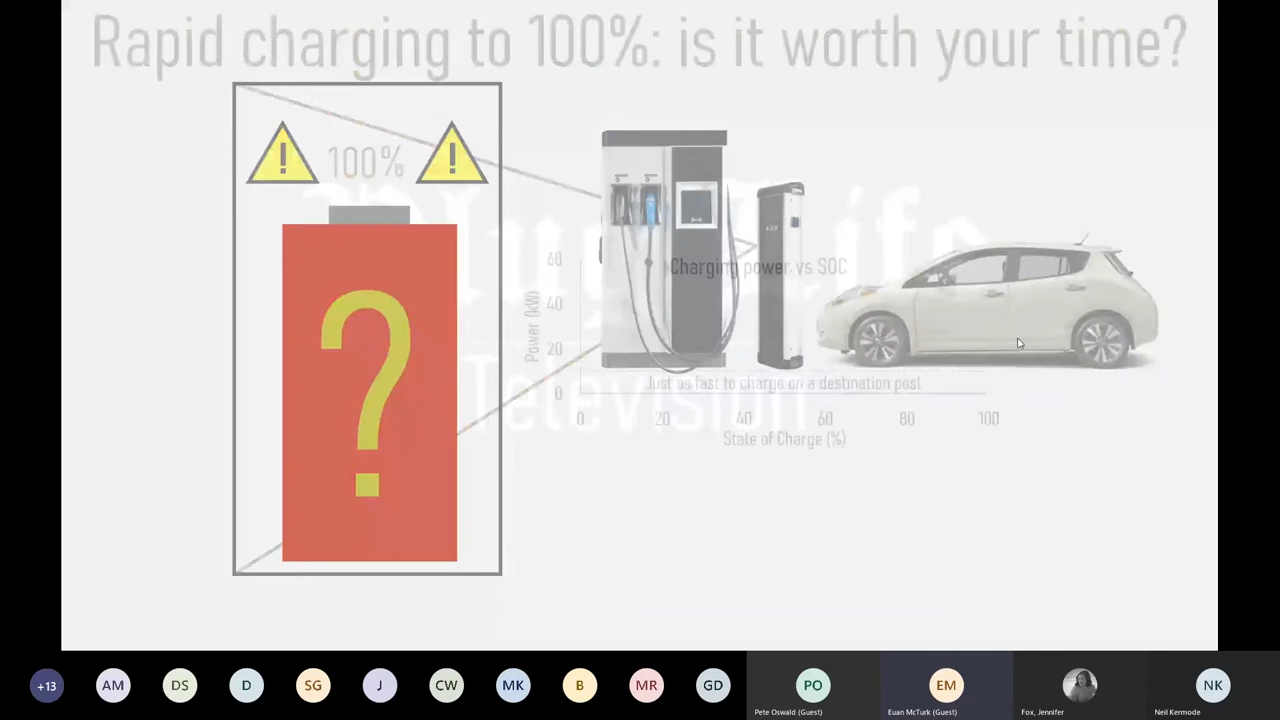 Rapid charging to 100%: is it worth your time?
! 100% !
?
Plug Life
Television
Charging power vs SOC
Power (kW)
60
40
20
0
Just as fast to charge on a destination post
0 20 40 60 80 100
State of Charge (%)
+13 AM DS D SG J CW MK B MR GD PO EM NK
Pete Oswald (Guest) Euan McTurk (Guest) Fox, Jennifer Neil Kermode